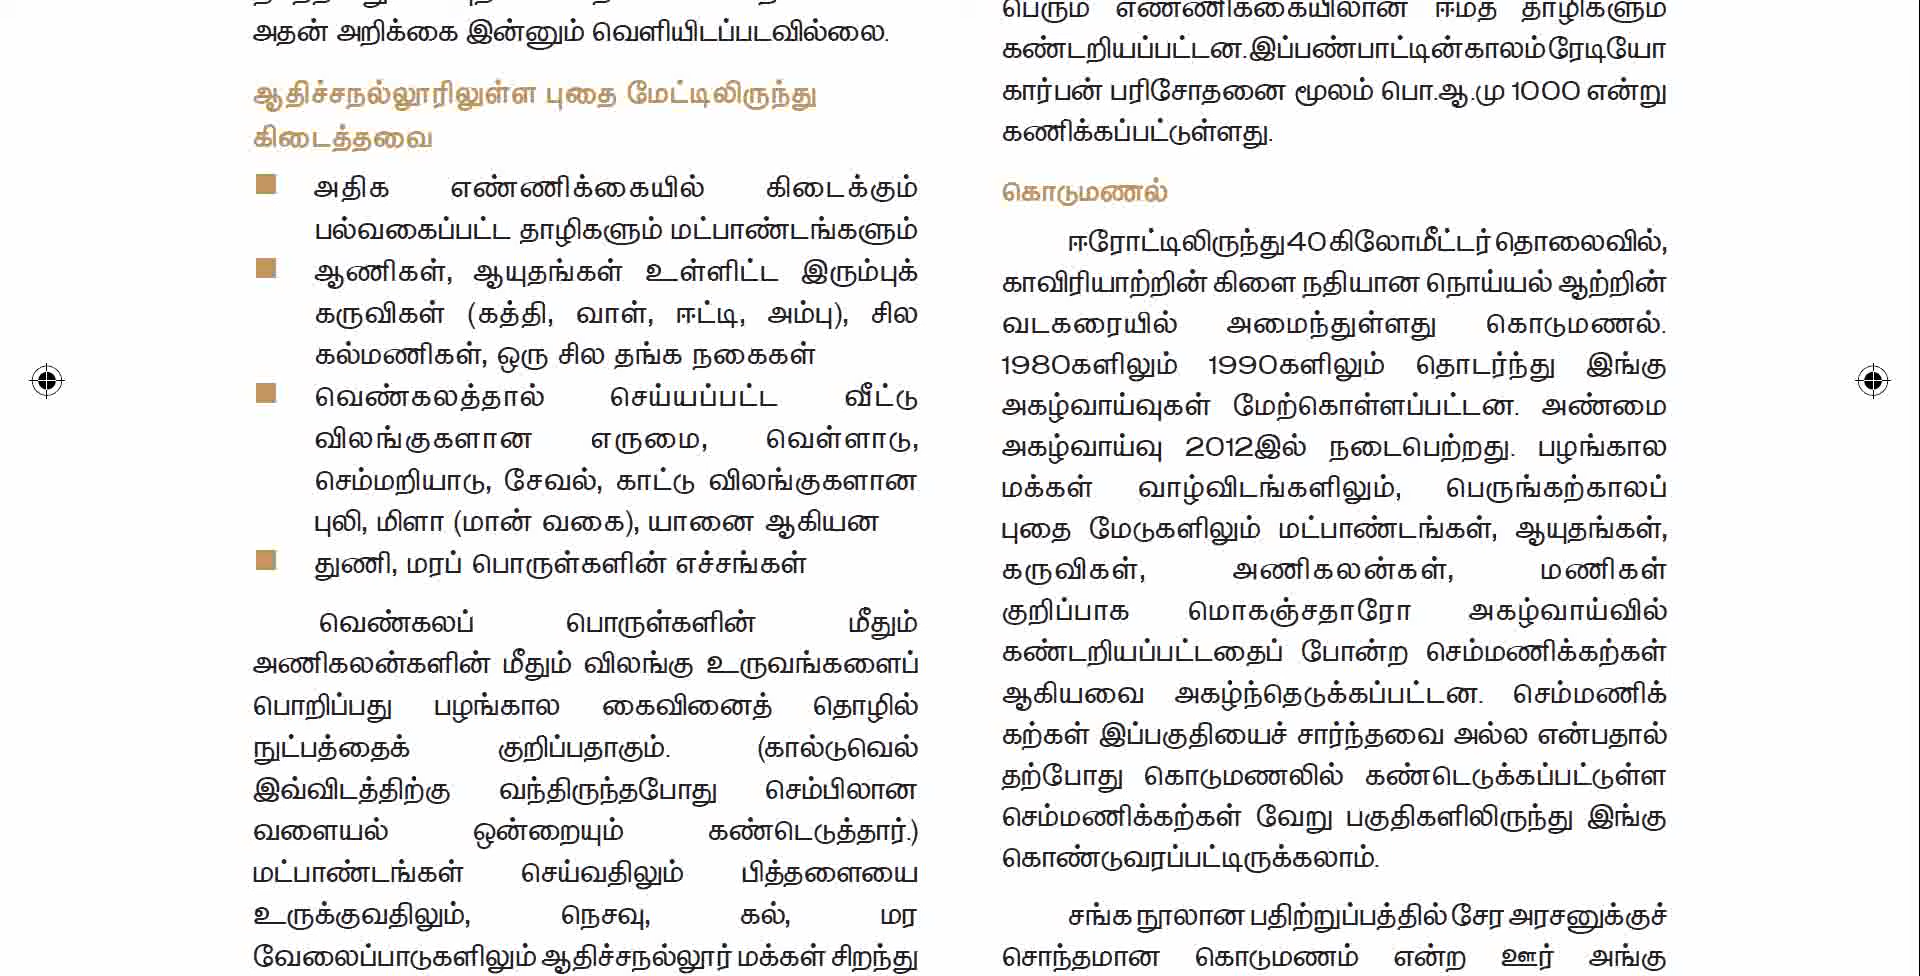 அதன் அறிக்கை இன்னும் வெளியிடப்படவில்லை.
ஆதிச்சநல்லூரிலுள்ள புதை மேட்டிலிருந்து
கிடைத்தவை
அதிக எண்ணிக்கையில் கிடைக்கும்
பல்வகைப்பட்ட தாழிகளும் மட்பாண்டங்களும்
ஆணிகள், ஆயுதங்கள் உள்ளிட்ட இரும்புக்
கருவிகள் (கத்தி, வாள், ஈட்டி, அம்பு), சில
கல்மணிகள், ஒரு சில தங்க நகைகள்
வெண்கலத்தால் செய்யப்பட்ட வீட்டு
விலங்குகளான எருமை, வெள்ளாடு,
செம்மறியாடு, சேவல், காட்டு விலங்குகளான
புலி, மிளா (மான் வகை), யானை ஆகியன
துணி, மரப் பொருள்களின் எச்சங்கள்
வெண்கலப் பொருள்களின் மீதும்
அணிகலன்களின் மீதும் விலங்கு உருவங்களைப்
பொறிப்பது பழங்கால கைவினைத் தொழில்
நுட்பத்தைக் குறிப்பதாகும். (கால்டுவெல்
இவ்விடத்திற்கு வந்திருந்தபோது செம்பிலான
வளையல் ஒன்றையும் கண்டெடுத்தார்.)
மட்பாண்டங்கள் செய்வதிலும் பித்தளையை
உருக்குவதிலும், நெசவு, கல், மர
வேலைப்பாடுகளிலும் ஆதிச்சநல்லூர் மக்கள் சிறந்து
பெரும் எண்ணிக்கையிலான ஈமத் தாழிகளும்
கண்டறியப்பட்டன.இப்பண்பாட்டின் காலம் ரேடியோ
கார்பன் பரிசோதனை மூலம் பொ.ஆ.மு 1000 என்று
கணிக்கப்பட்டுள்ளது.
கொடுமணல்
ஈரோட்டிலிருந்து 40 கிலோமீட்டர் தொலைவில்,
காவிரியாற்றின் கிளை நதியான நொய்யல் ஆற்றின்
வடகரையில் அமைந்துள்ளது கொடுமணல்.
1980களிலும் 1990களிலும் தொடர்ந்து இங்கு
அகழ்வாய்வுகள் மேற்கொள்ளப்பட்டன. அண்மை
அகழ்வாய்வு 2012இல் நடைபெற்றது. பழங்கால
மக்கள் வாழ்விடங்களிலும், பெருங்கற்காலப்
புதை மேடுகளிலும் மட்பாண்டங்கள், ஆயுதங்கள்,
கருவிகள், அணிகலன்கள், மணிகள்
குறிப்பாக மொகஞ்சதாரோ அகழ்வாய்வில்
கண்டறியப்பட்டதைப் போன்ற செம்மணிக்கற்கள்
ஆகியவை அகழ்ந்தெடுக்கப்பட்டன. செம்மணிக்
கற்கள் இப்பகுதியைச் சார்ந்தவை அல்ல என்பதால்
தற்போது கொடுமணலில் கண்டெடுக்கப்பட்டுள்ள
செம்மணிக்கற்கள் வேறு பகுதிகளிலிருந்து இங்கு
கொண்டுவரப்பட்டிருக்கலாம்.
சங்க நூலான பதிற்றுப்பத்தில் சேர அரசனுக்குச்
சொந்தமான கொடுமணம் என்ற ஊர் அங்கு